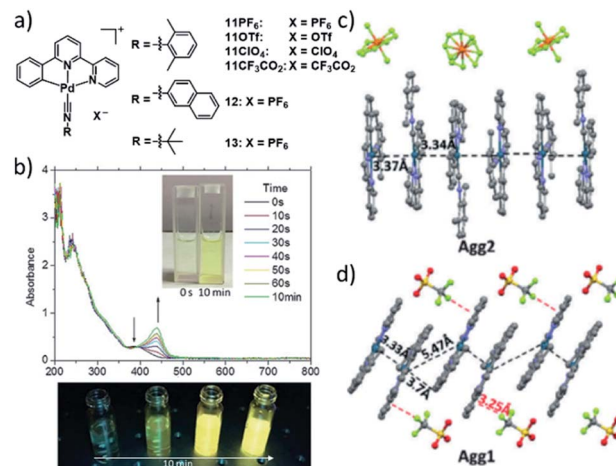 a)
+
N
N
Pd
C
N
R
X⁻
R =
11PF6: X = PF₆
11OTf: X = OTf
11ClO₄: X = ClO₄
11CF₃CO₂: X = CF₃CO₂
R =
12: X = PF6
R =
13: X = PF6
b)
Absorbance
4
3
2
1
0
200 300 400 500 600 700 800
0 s 10 min
Time
0s
10s
20s
30s
40s
50s
60s
10min
10 min
c)
3.37Å
3.34Å
Agg2
d)
3.33Å
5.47Å
3.7Å
3.25Å
Agg1